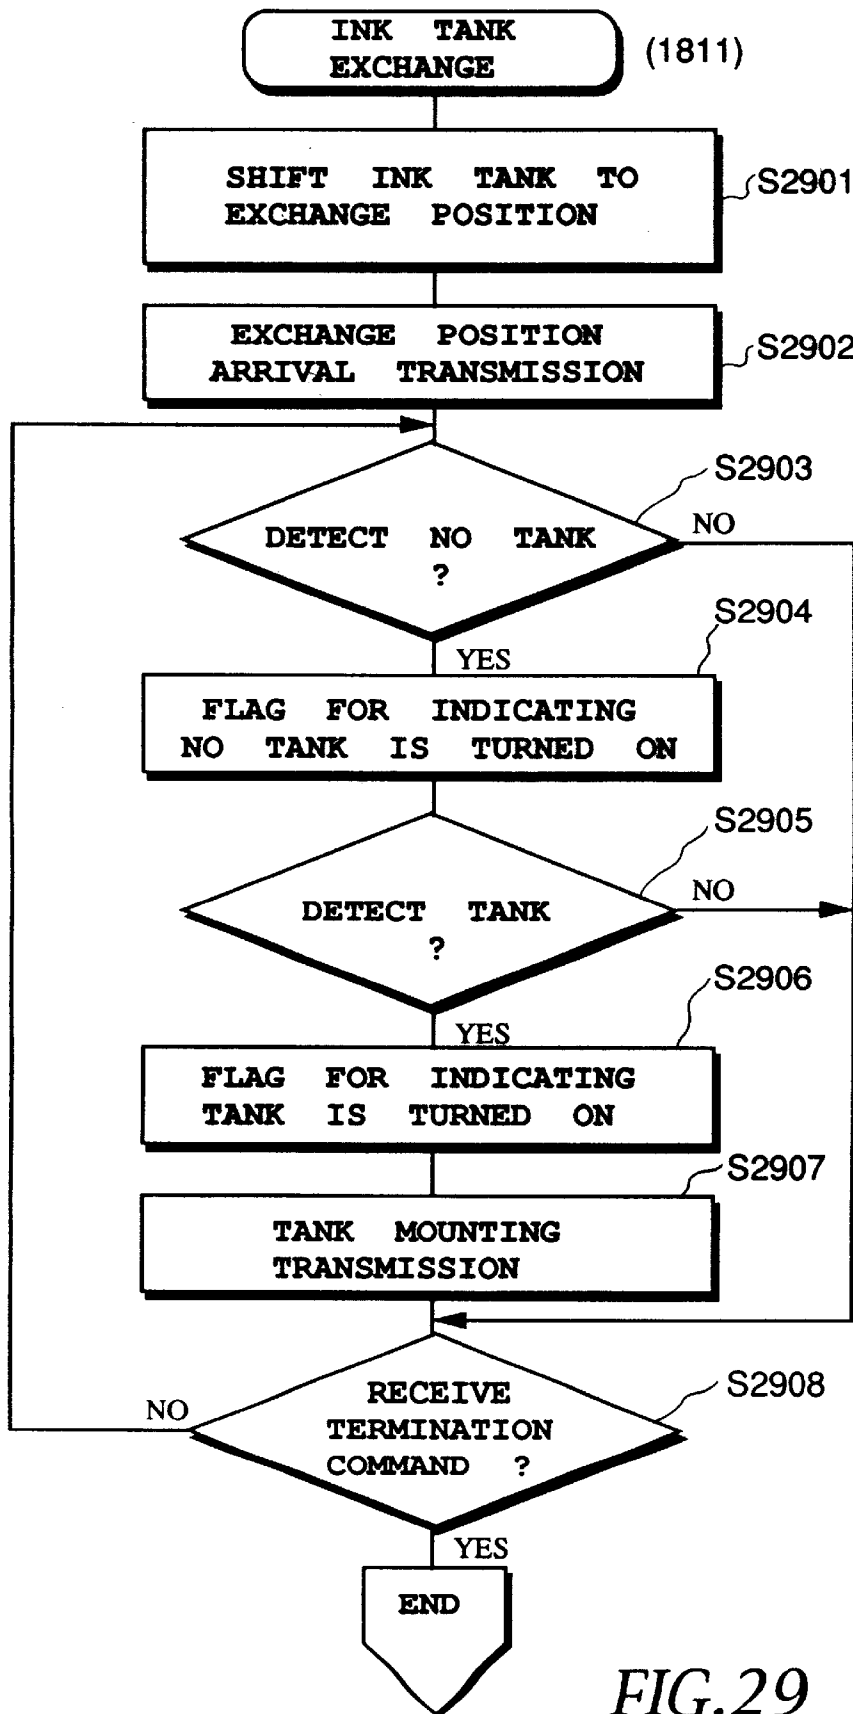 INK TANK
EXCHANGE
(1811)
SHIFT INK TANK TO
EXCHANGE POSITION
S2901
EXCHANGE POSITION
ARRIVAL TRANSMISSION
S2902
S2903
DETECT NO TANK
?
NO
YES
S2904
FLAG FOR INDICATING
NO TANK IS TURNED ON
S2905
DETECT TANK
?
NO
YES
S2906
FLAG FOR INDICATING
TANK IS TURNED ON
S2907
TANK MOUNTING
TRANSMISSION
S2908
RECEIVE
TERMINATION
COMMAND ?
NO
YES
END
FIG.29